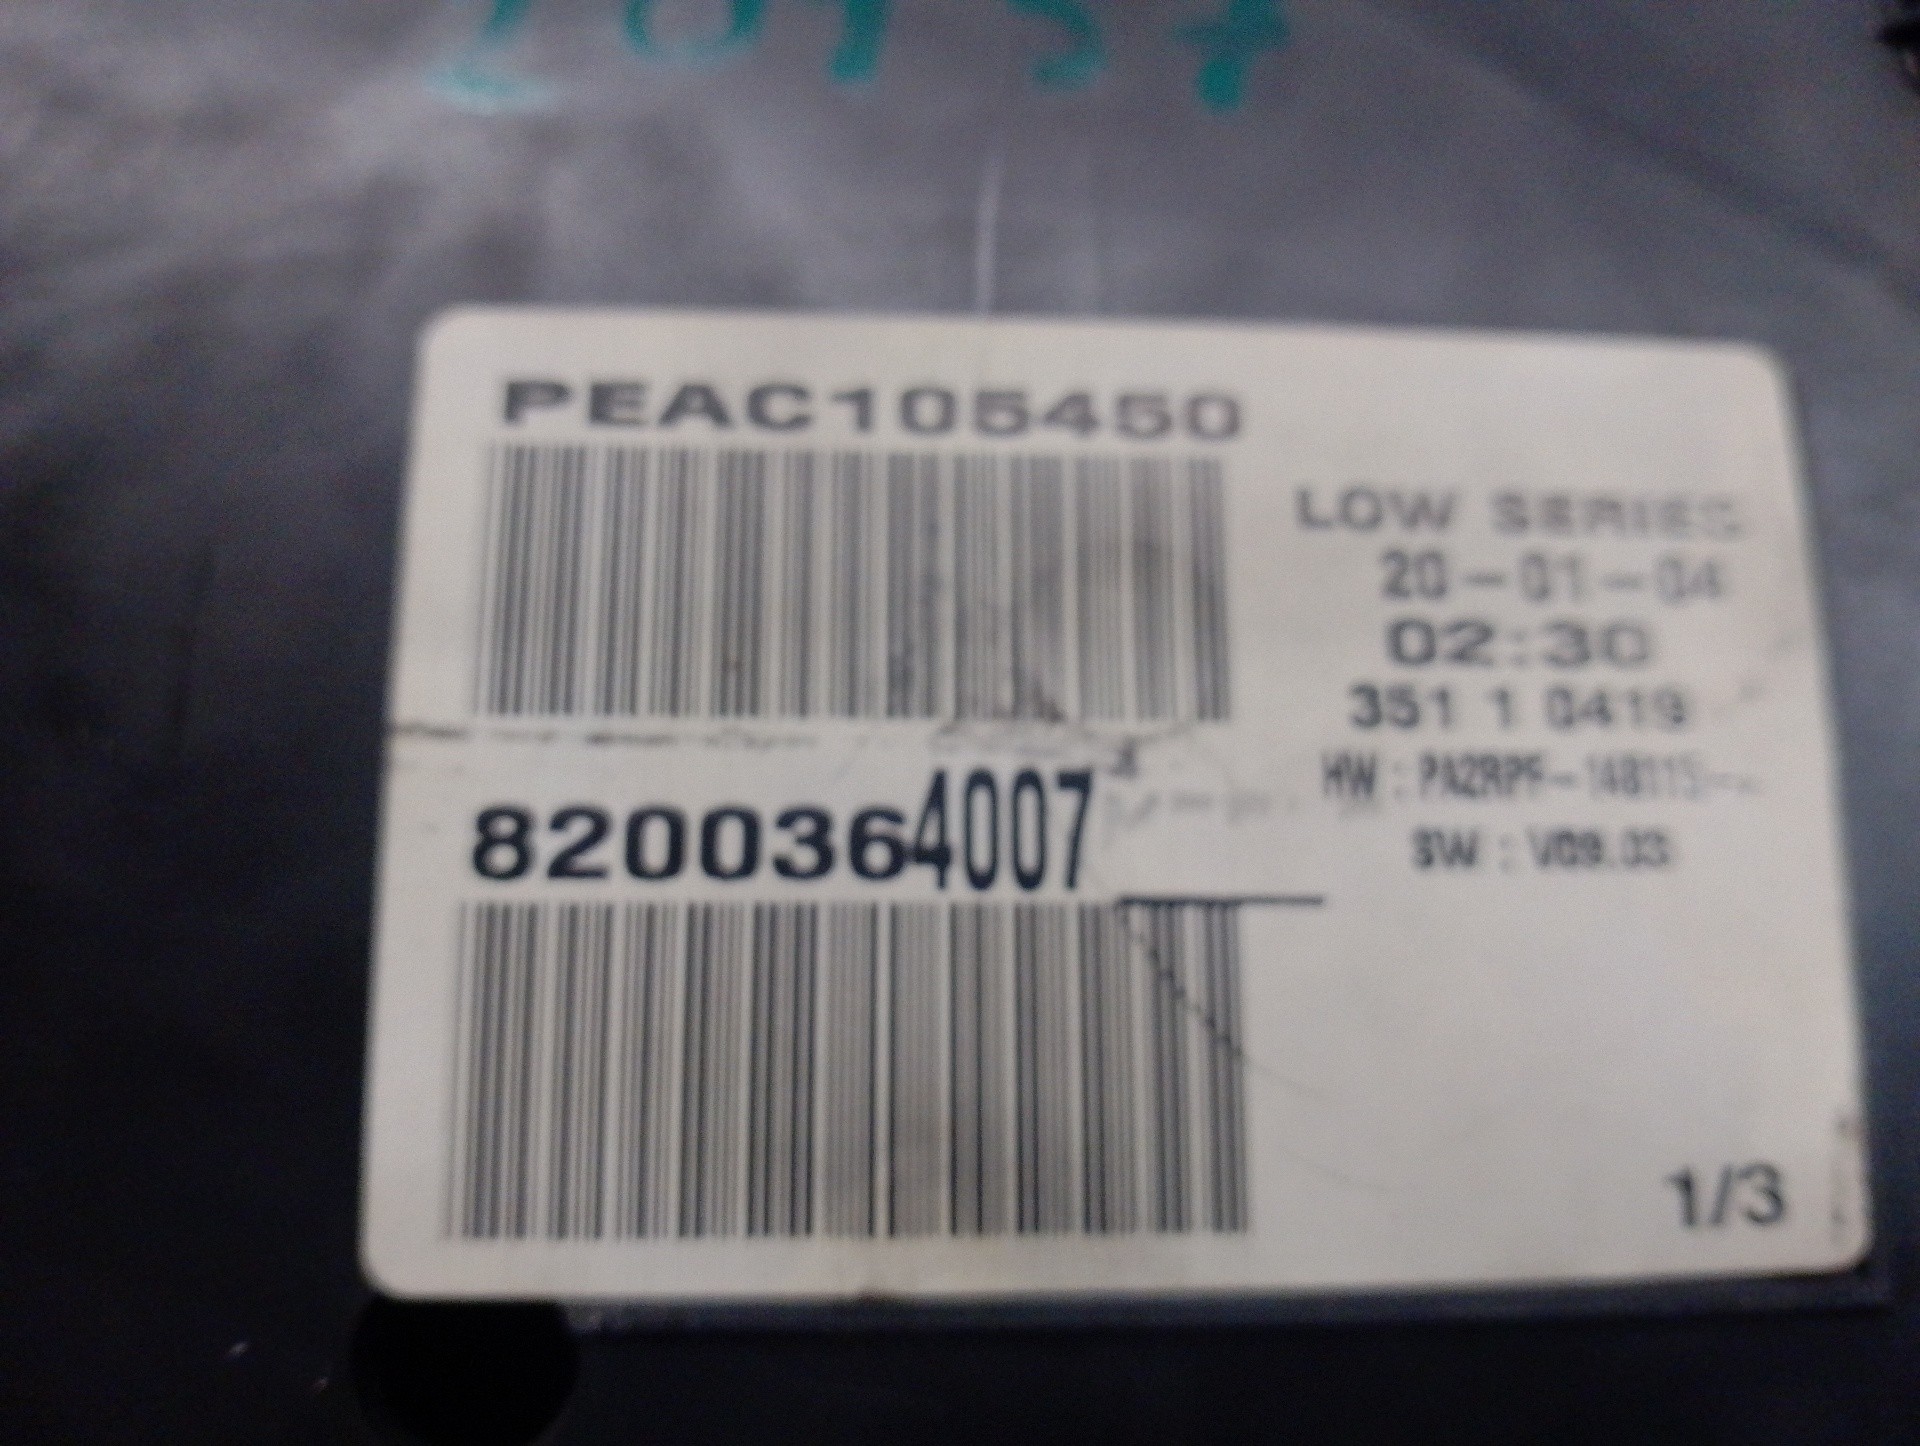 PEAC105450
LOW SERIES
20-01-04
02:30
351 1 0419
8200364007
SW : V09.03
1/3